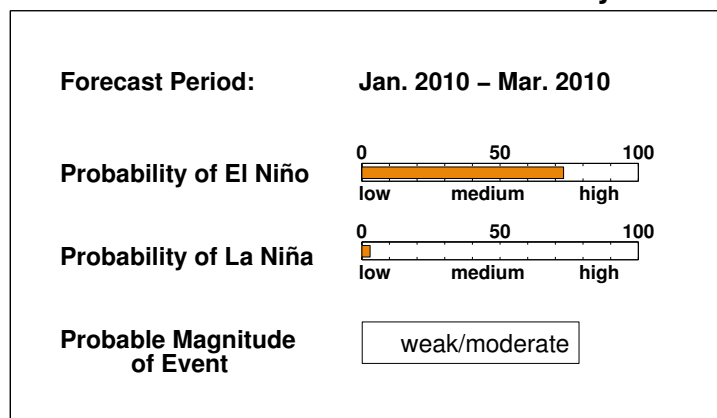 Forecast Period: Jan. 2010 – Mar. 2010
0 50 100
Probability of El Niño
low medium high
0 50 100
Probability of La Niña
low medium high
Probable Magnitude
of Event
weak/moderate